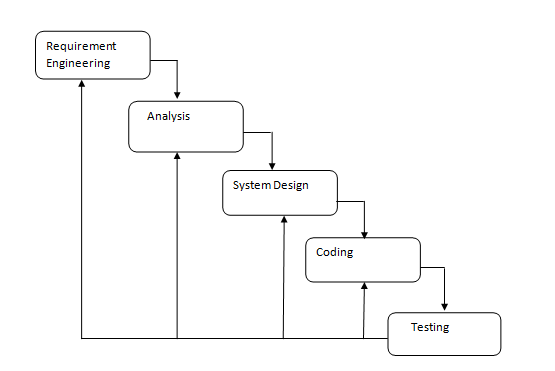 Requirement
Engineering
Analysis
System Design
Coding
Testing